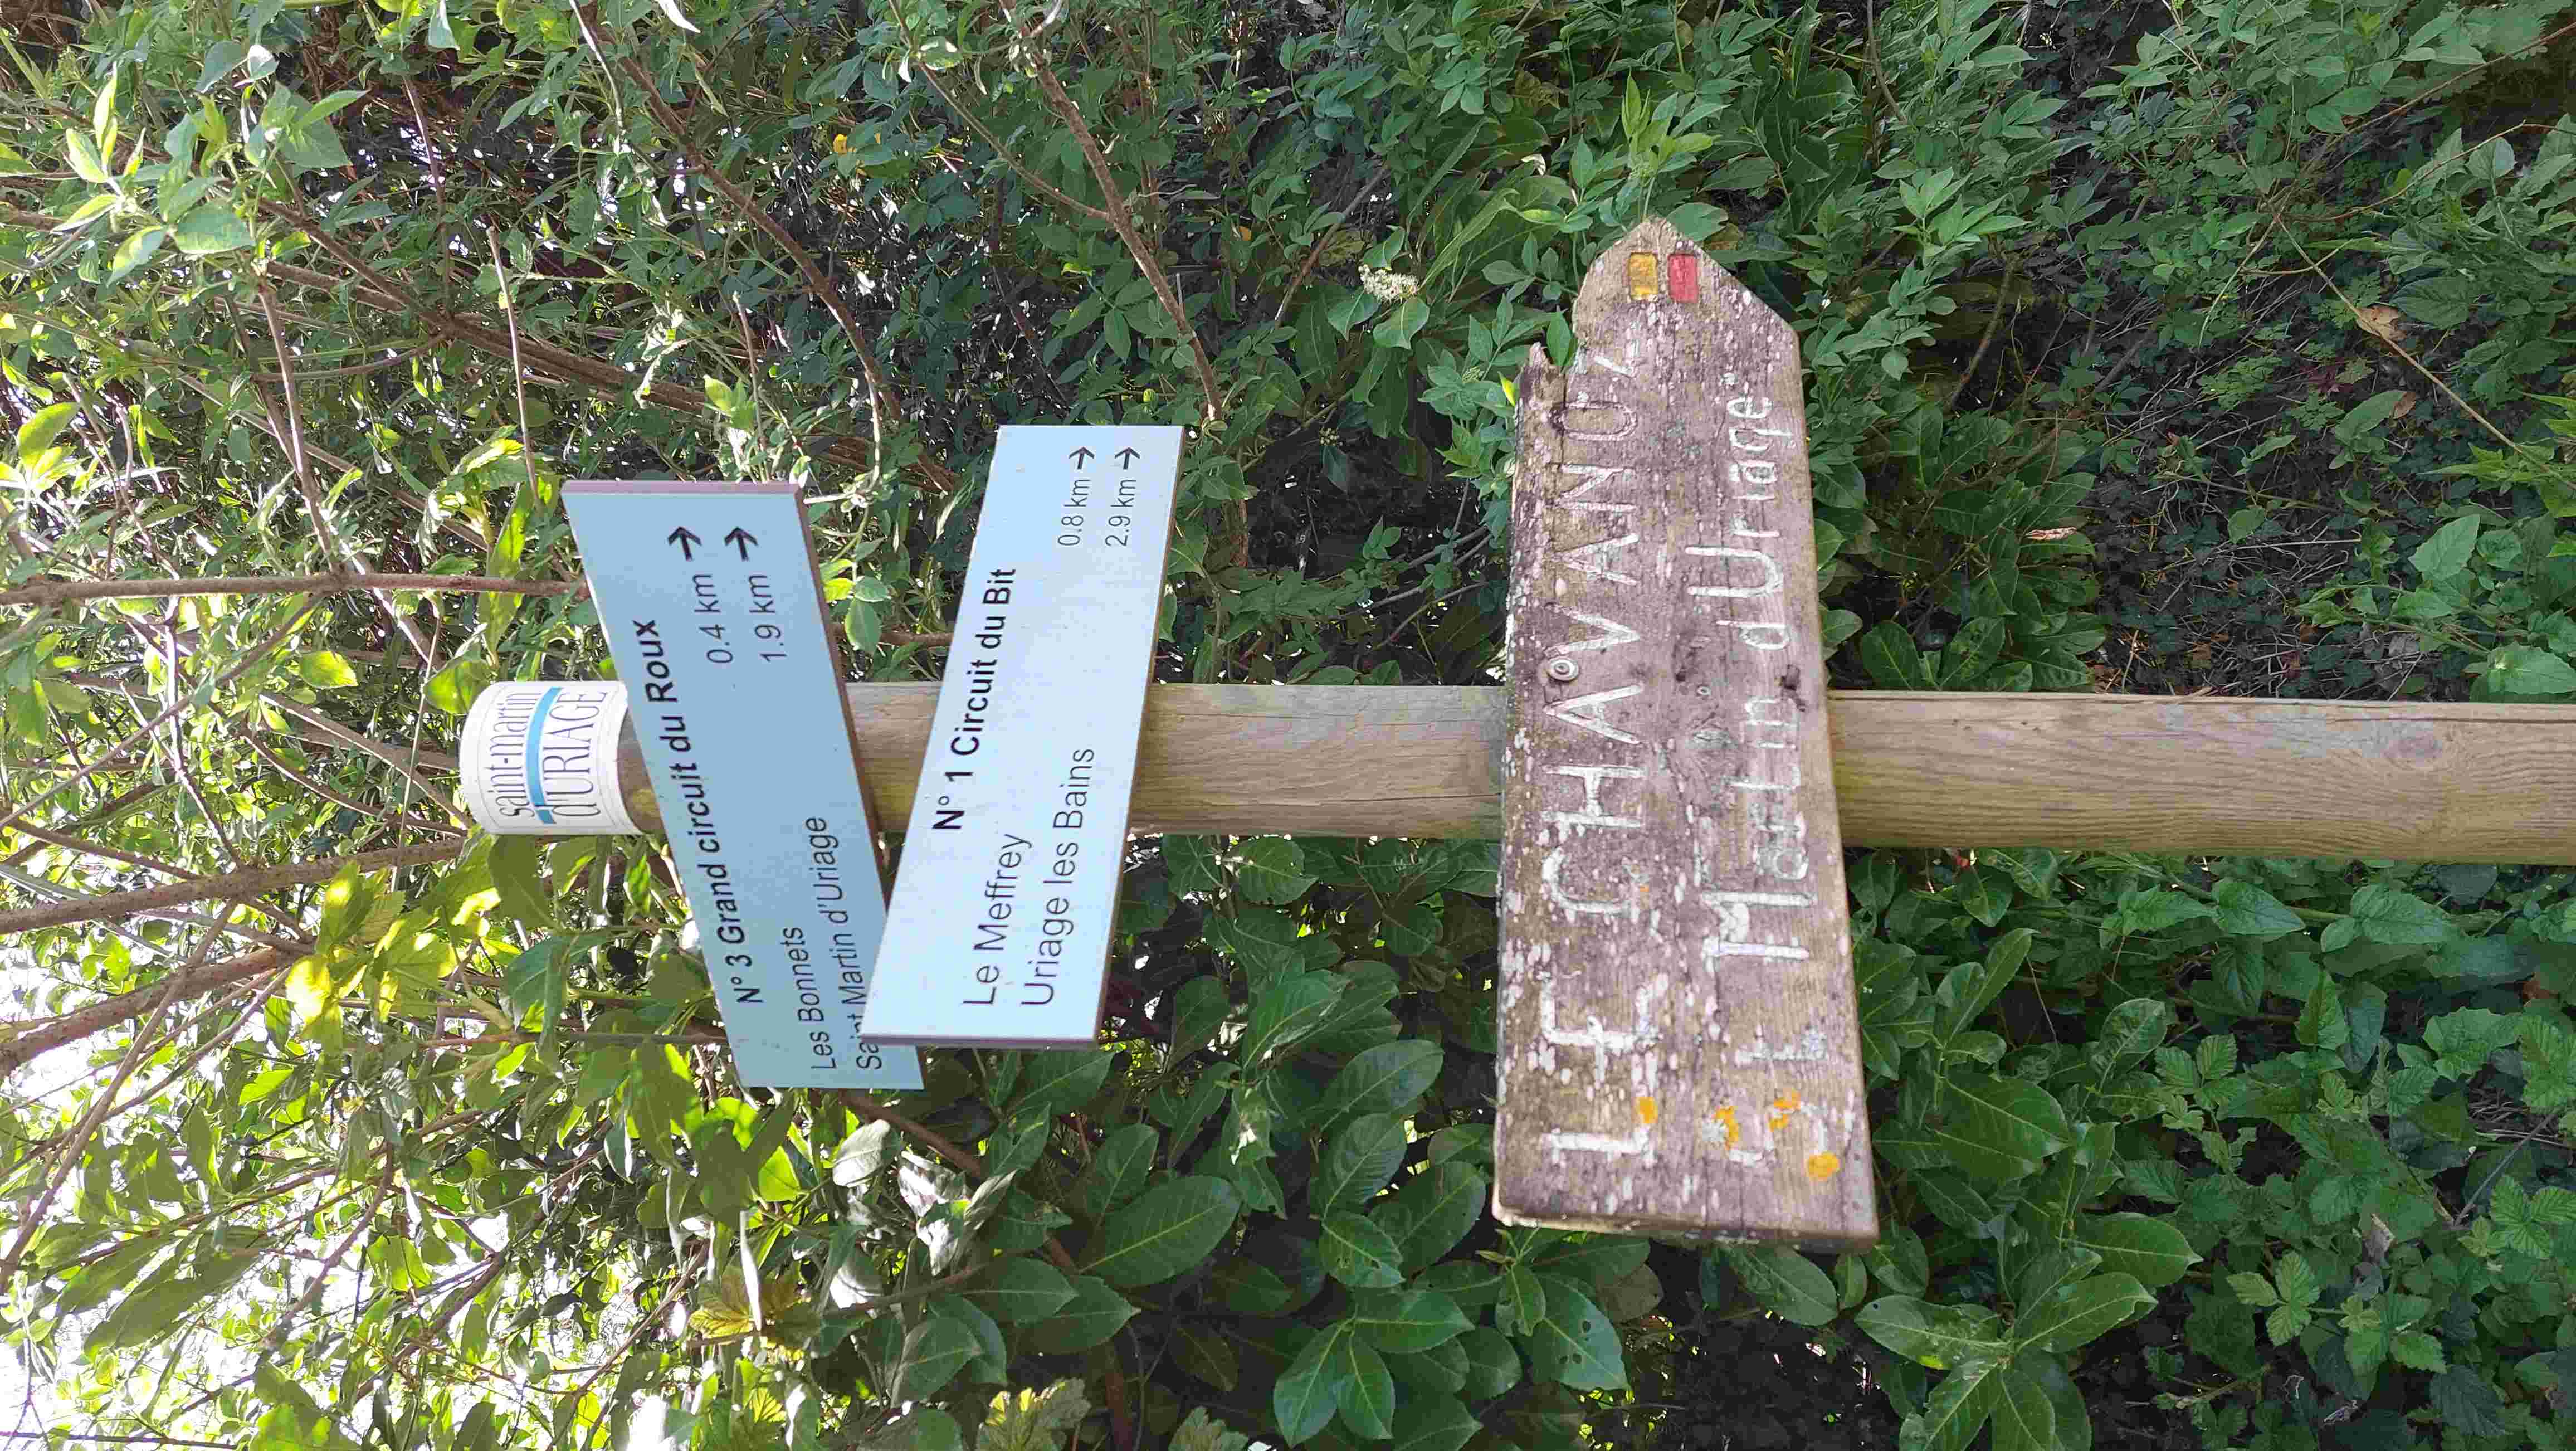 saint-martin
d'URIAGE
N° 3 Grand circuit du Roux
Les Bonnets 0.4 km →
Saint Martin d'Uriage 1.9 km →
N° 1 Circuit du Bit
Le Meffrey 0.8 km →
Uriage les Bains 2.9 km →
LE CHAVANOZ
St Martin d'Uriage